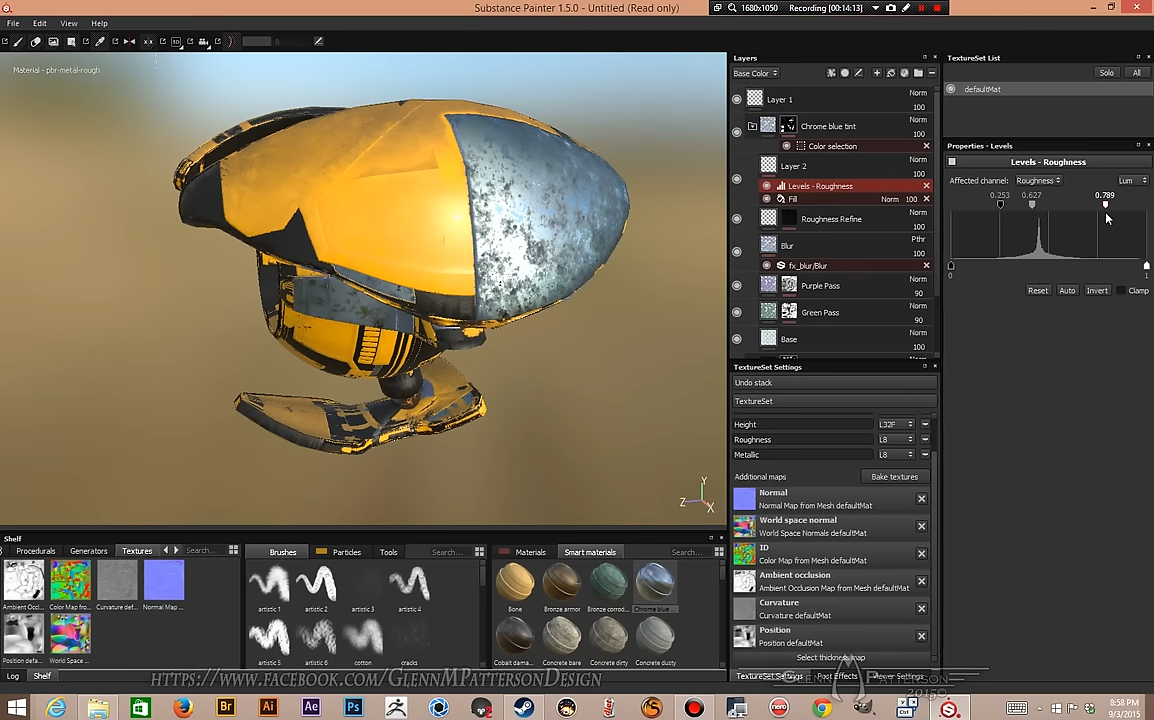 Substance Painter 1.5.0 - Untitled (Read only)
1680x1050
Recording [00:14:13]
File
Edit
View
Help
Material - pbr-metal-rough
Layers
Base Color
Layer 1
Norm
100
Chrome blue tint
Norm
100
Color selection
Layer 2
Norm
100
Levels - Roughness
Fill
Norm 100
Roughness Refine
Norm
100
Blur
Pthr
100
fx_blur/Blur
Purple Pass
Norm
90
Green Pass
Norm
90
Base
Norm
100
TextureSet List
Solo
All
defaultMat
Properties - Levels
Levels - Roughness
Affected channel: Roughness
Lum
0.253
0.627
0.789
0
1
Reset
Auto
Invert
Clamp
TextureSet Settings
Undo stack
TextureSet
Height
L32F
Roughness
L8
Metallic
L8
Additional maps
Bake textures
Normal
Normal Map from Mesh defaultMat
World space normal
World Space Normals defaultMat
ID
Color Map from Mesh defaultMat
Ambient occlusion
Ambient Occlusion Map from Mesh defaultMat
Curvature
Curvature defaultMat
Position
Position defaultMat
Select thickness map
TextureSet Settings
Post Effects
Viewer Settings
Z
Y
X
Shelf
Procedurals
Generators
Textures
Search...
Ambient Occl...
Color Map fro...
Curvature def...
Normal Map ...
Position defa...
World Space ...
Brushes
Particles
Tools
Search...
artistic 1
artistic 2
artistic 3
artistic 4
artistic 5
artistic 6
cotton
cracks
Materials
Smart materials
Search...
Bone
Bronze armor
Bronze corrod...
Chrome blue ...
Cobalt dama...
Concrete bare
Concrete dirty
Concrete dusty
Log
Shelf
https://www.facebook.com/GlennMPattersonDesign
Glenn Patterson
2015©
Br
Ai
Ae
Ps
nero
Ctrl
8:58 PM
9/3/2015